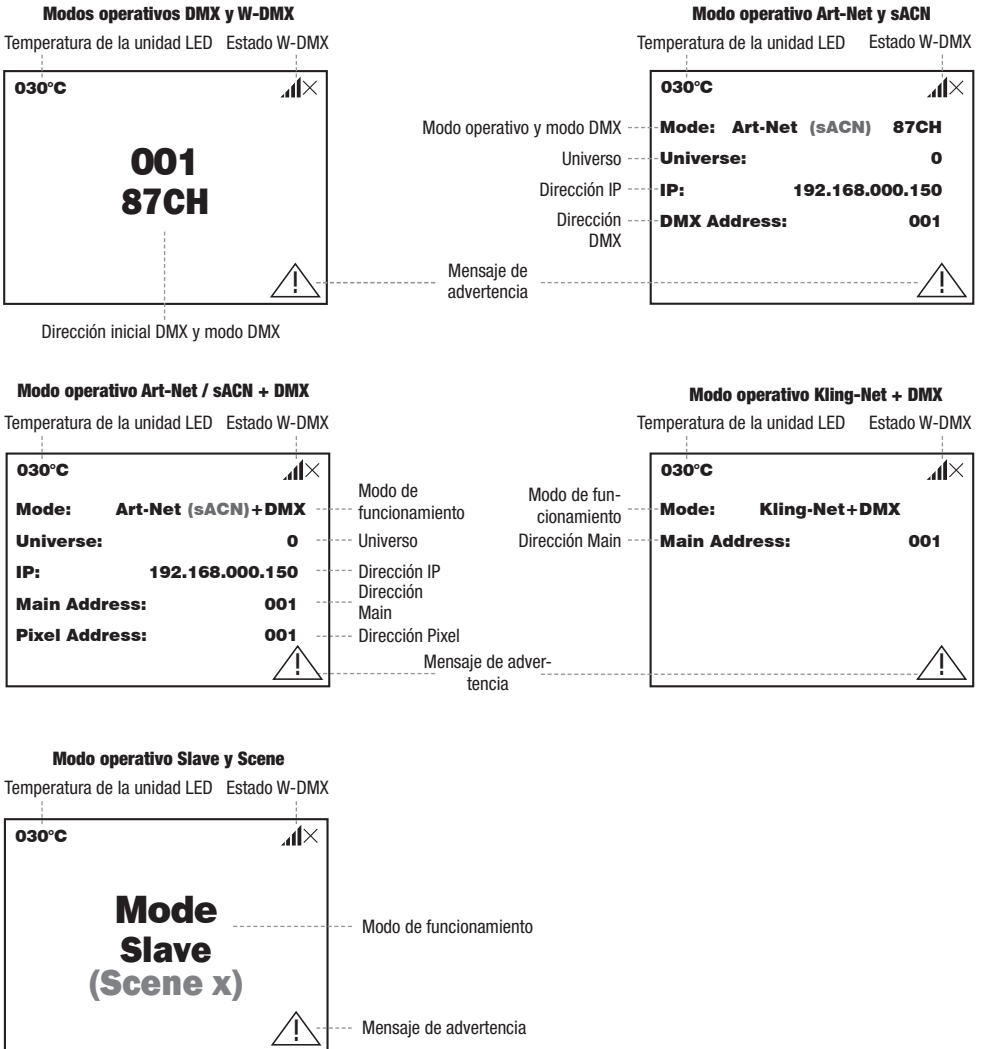 Modos operativos DMX y W-DMX
Temperatura de la unidad LED Estado W-DMX
030°C
001
87CH
Dirección inicial DMX y modo DMX
Modo operativo Art-Net y sACN
Temperatura de la unidad LED Estado W-DMX
030°C
Modo operativo y modo DMX
Mode: Art-Net (sACN) 87CH
Universo
Universe: 0
Dirección IP
IP: 192.168.000.150
Dirección
DMX
DMX Address: 001
Mensaje de
advertencia
Modo operativo Art-Net / sACN + DMX
Temperatura de la unidad LED Estado W-DMX
030°C
Mode: Art-Net (sACN)+DMX
Modo de
funcionamiento
Universe: 0
Universo
IP: 192.168.000.150
Dirección IP
Main Address: 001
Dirección
Main
Pixel Address: 001
Dirección Pixel
Modo operativo Kling-Net + DMX
Temperatura de la unidad LED Estado W-DMX
030°C
Modo de fun-
cionamiento
Mode: Kling-Net+DMX
Dirección Main
Main Address: 001
Mensaje de adver-
tencia
Modo operativo Slave y Scene
Temperatura de la unidad LED Estado W-DMX
030°C
Mode
Slave
(Scene x)
Modo de funcionamiento
Mensaje de advertencia